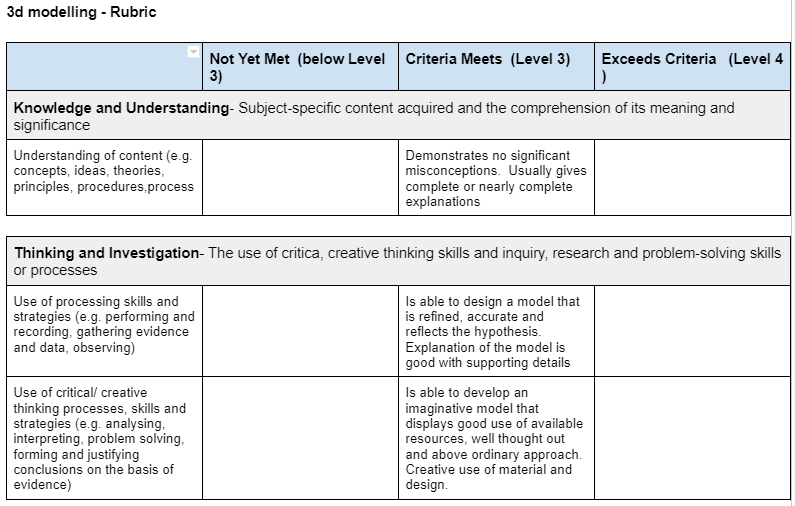 3d modelling - Rubric
Not Yet Met  (below Level
3)
Criteria Meets  (Level 3)
Exceeds Criteria   (Level 4
)
Knowledge and Understanding- Subject-specific content acquired and the comprehension of its meaning and
significance
Understanding of content (e.g.
concepts, ideas, theories,
principles, procedures,process
Demonstrates no significant
misconceptions.  Usually gives
complete or nearly complete
explanations
Thinking and Investigation- The use of critica, creative thinking skills and inquiry, research and problem-solving skills
or processes
Use of processing skills and
strategies (e.g. performing and
recording, gathering evidence
and data, observing)
Is able to design a model that
is refined, accurate and
reflects the hypothesis.
Explanation of the model is
good with supporting details
Use of critical/ creative
thinking processes, skills and
strategies (e.g. analysing,
interpreting, problem solving,
forming and justifying
conclusions on the basis of
evidence)
Is able to develop an
imaginative model that
displays good use of available
resources, well thought out
and above ordinary approach.
Creative use of material and
design.